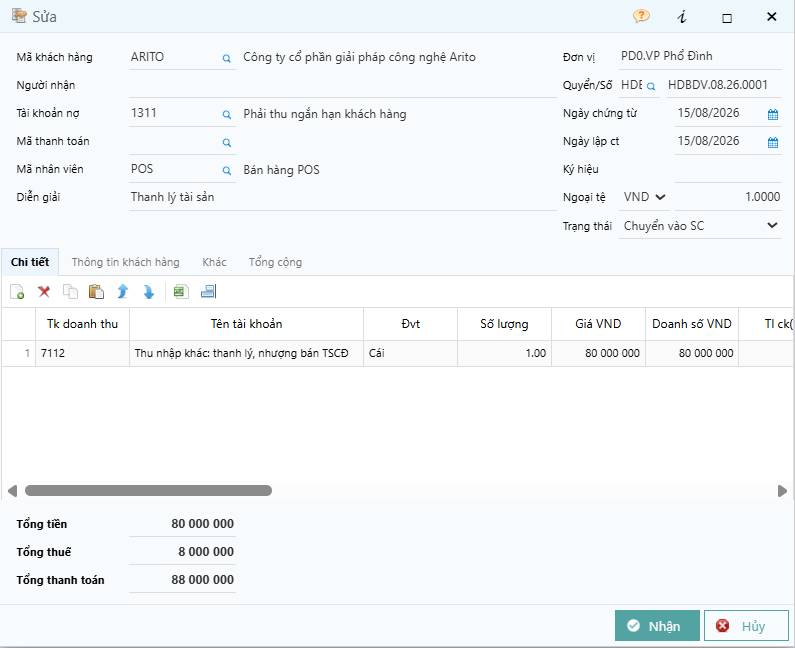 Sửa
Mã khách hàng ARITO Công ty cổ phần giải pháp công nghệ Arito Đơn vị PD0.VP Phổ Đình
Người nhận Quyển/Số HDE HDBDV.08.26.0001
Tài khoản nợ 1311 Phải thu ngắn hạn khách hàng Ngày chứng từ 15/08/2026
Mã thanh toán Ngày lập ct 15/08/2026
Mã nhân viên POS Bán hàng POS Ký hiệu
Diễn giải Thanh lý tài sản Ngoại tệ VND 1.0000
Trạng thái Chuyển vào SC
Chi tiết Thông tin khách hàng Khác Tổng cộng
Tk doanh thu Tên tài khoản Đvt Số lượng Giá VND Doanh số VND Tl ck(
1 7112 Thu nhập khác: thanh lý, nhượng bán TSCĐ Cái 1.00 80 000 000 80 000 000
Tổng tiền 80 000 000
Tổng thuế 8 000 000
Tổng thanh toán 88 000 000
Nhận Hủy